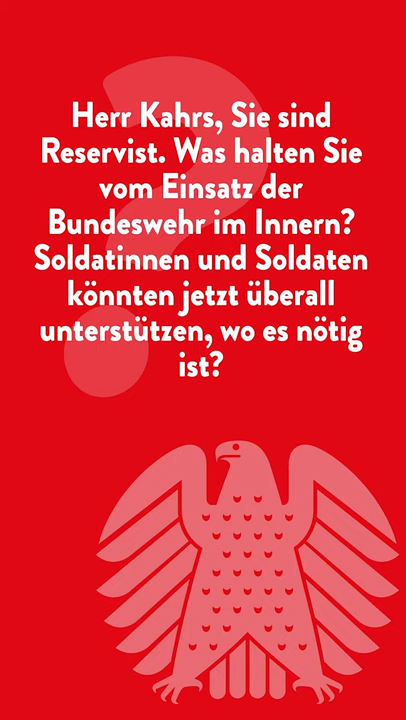 Herr Kahrs, Sie sind
Reservist. Was halten Sie
vom Einsatz der
Bundeswehr im Innern?
Soldatinnen und Soldaten
könnten jetzt überall
unterstützen, wo es nötig
ist?